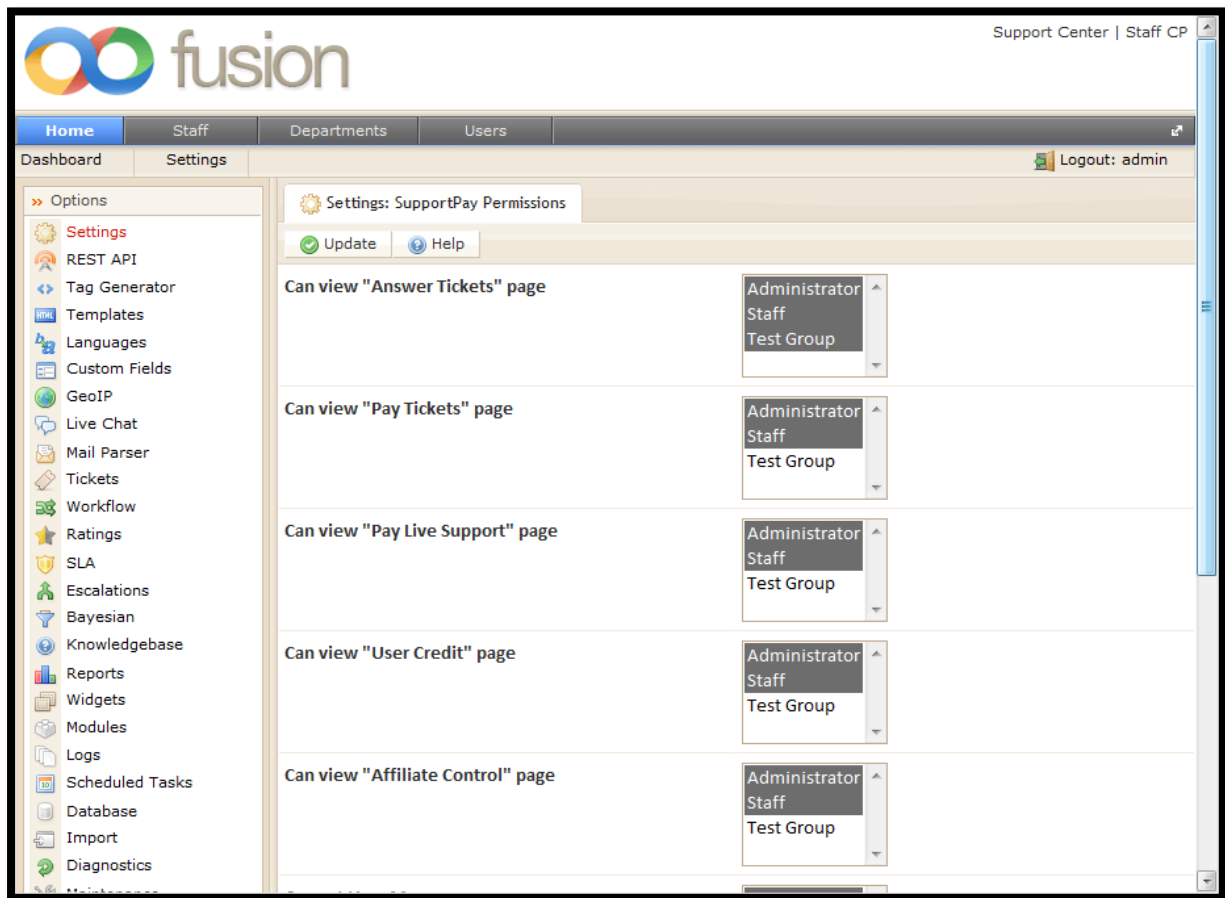 fusion
Support Center | Staff CP
Home Staff Departments Users
Dashboard Settings Logout: admin
» Options
Settings
REST API
Tag Generator
Templates
Languages
Custom Fields
GeoIP
Live Chat
Mail Parser
Tickets
Workflow
Ratings
SLA
Escalations
Bayesian
Knowledgebase
Reports
Widgets
Modules
Logs
Scheduled Tasks
Database
Import
Diagnostics
Settings: SupportPay Permissions
Update Help
Can view "Answer Tickets" page
Administrator
Staff
Test Group
Can view "Pay Tickets" page
Administrator
Staff
Test Group
Can view "Pay Live Support" page
Administrator
Staff
Test Group
Can view "User Credit" page
Administrator
Staff
Test Group
Can view "Affiliate Control" page
Administrator
Staff
Test Group